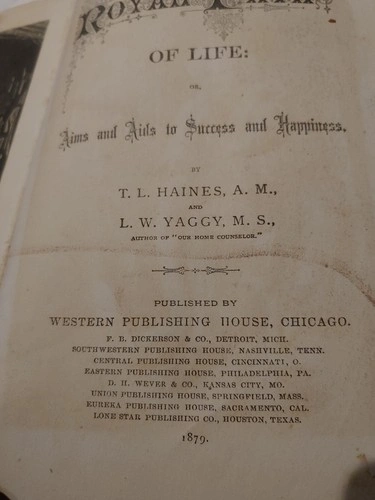 ROYAL PATH
OF LIFE:
OR,
Aims and Aids to Success and Happiness.
BY
T. L. HAINES, A. M.,
AND
L. W. YAGGY, M. S.,
AUTHOR OF "OUR HOME COUNSELOR."
PUBLISHED BY
WESTERN PUBLISHING HOUSE, CHICAGO.
F. B. DICKERSON & CO., DETROIT, MICH.
SOUTHWESTERN PUBLISHING HOUSE, NASHVILLE, TENN.
CENTRAL PUBLISHING HOUSE, CINCINNATI, O.
EASTERN PUBLISHING HOUSE, PHILADELPHIA, PA.
D. H. WEVER & CO., KANSAS CITY, MO.
UNION PUBLISHING HOUSE, SPRINGFIELD, MASS.
EUREKA PUBLISHING HOUSE, SACRAMENTO, CAL.
LONE STAR PUBLISHING CO., HOUSTON, TEXAS.
1879.